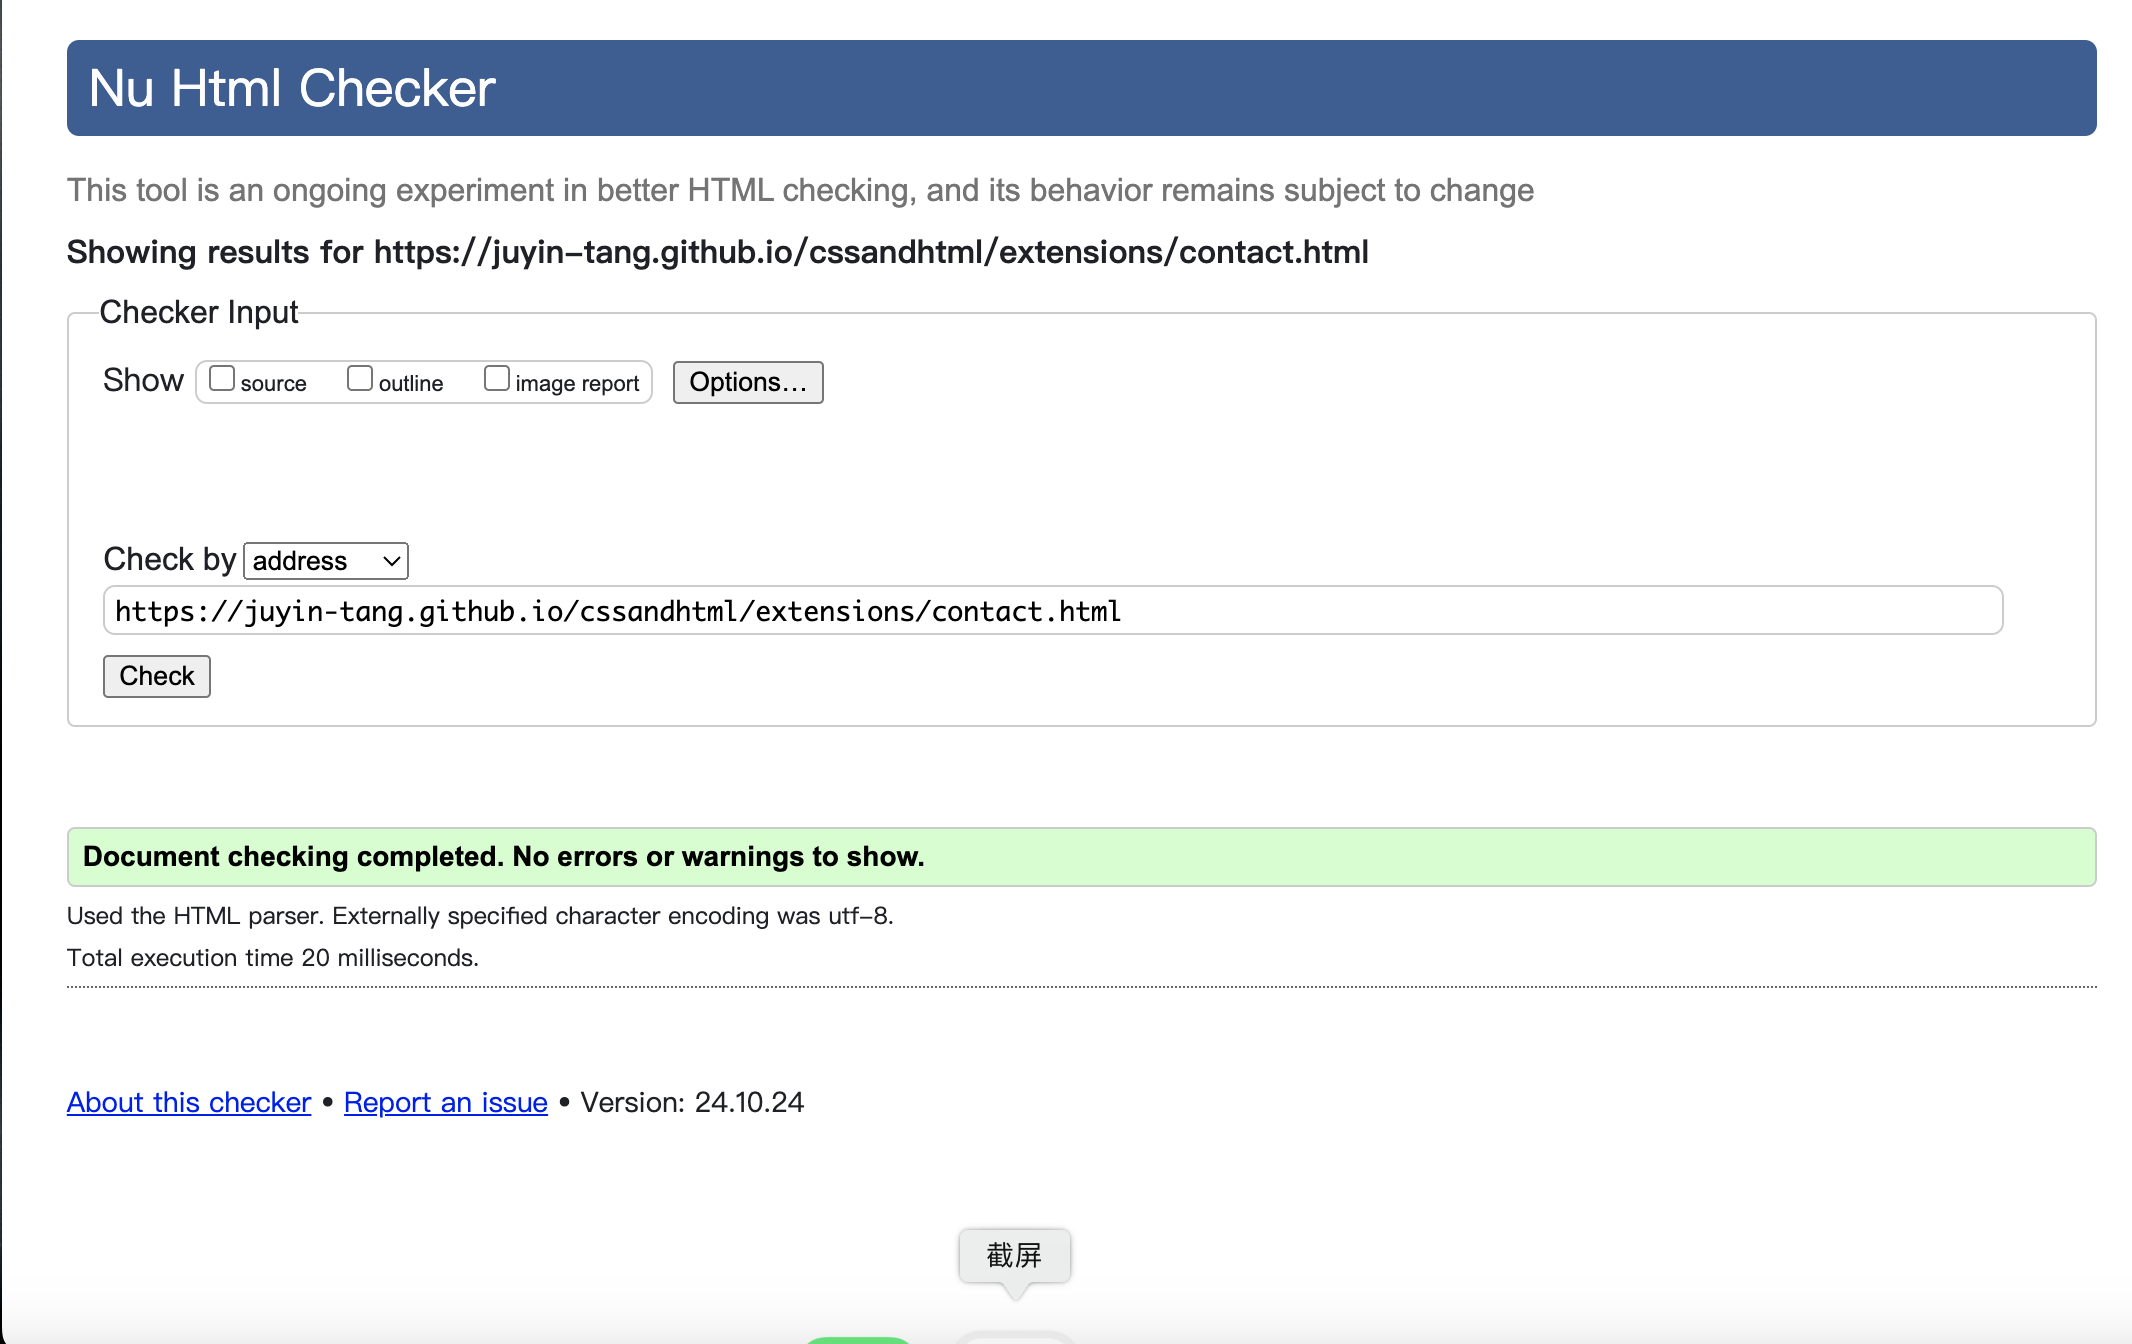 Nu Html Checker
This tool is an ongoing experiment in better HTML checking, and its behavior remains subject to change
Showing results for https://juyin-tang.github.io/cssandhtml/extensions/contact.html
Checker Input
Show source outline image report Options...
Check by address
https://juyin-tang.github.io/cssandhtml/extensions/contact.html
Check
Document checking completed. No errors or warnings to show.
Used the HTML parser. Externally specified character encoding was utf-8.
Total execution time 20 milliseconds.
About this checker • Report an issue • Version: 24.10.24
截屏